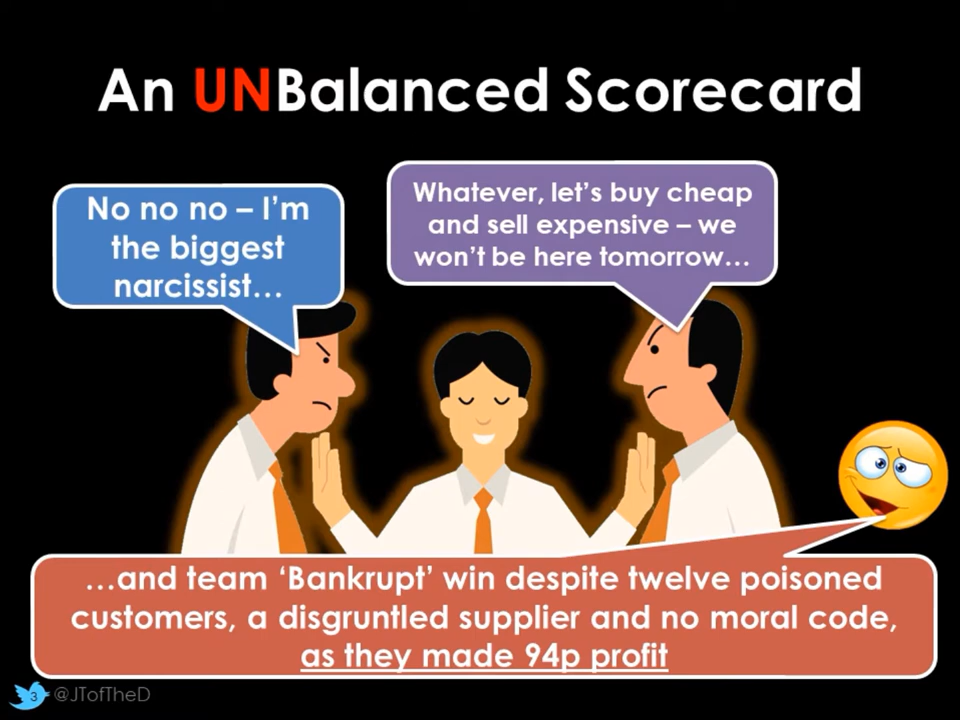 An UNBalanced Scorecard
No no no – I’m
the biggest
narcissist…
Whatever, let’s buy cheap
and sell expensive – we
won’t be here tomorrow…
…and team ‘Bankrupt’ win despite twelve poisoned
customers, a disgruntled supplier and no moral code,
as they made 94p profit
3
@JTofTheD